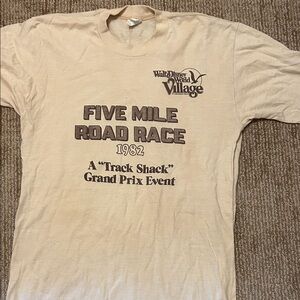 Walt Disney
World
Village
FIVE MILE
ROAD RACE
1982
A "Track Shack"
Grand Prix Event